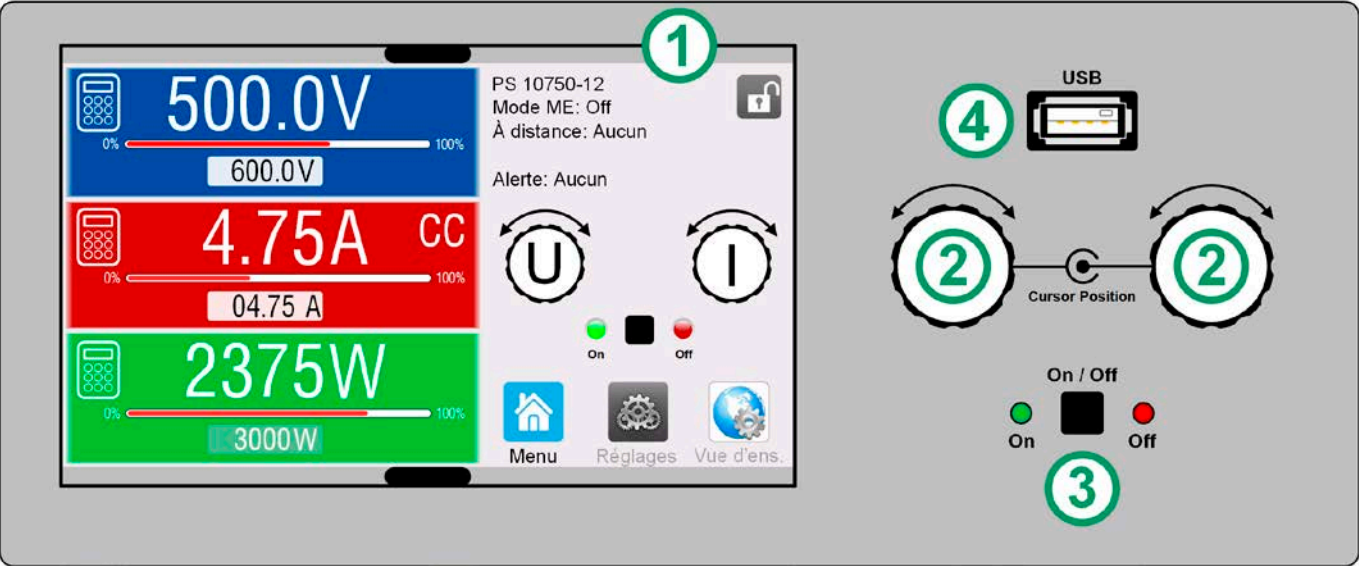 1
500.0V
0% 100%
600.0V
4.75A CC
0% 100%
04.75 A
2375W
0% 100%
3000W
PS 10750-12
Mode ME: Off
À distance: Aucun
Alerte: Aucun
U I
On Off
Menu Réglages Vue d'ens.
USB
4
2 2
Cursor Position
On / Off
On Off
3